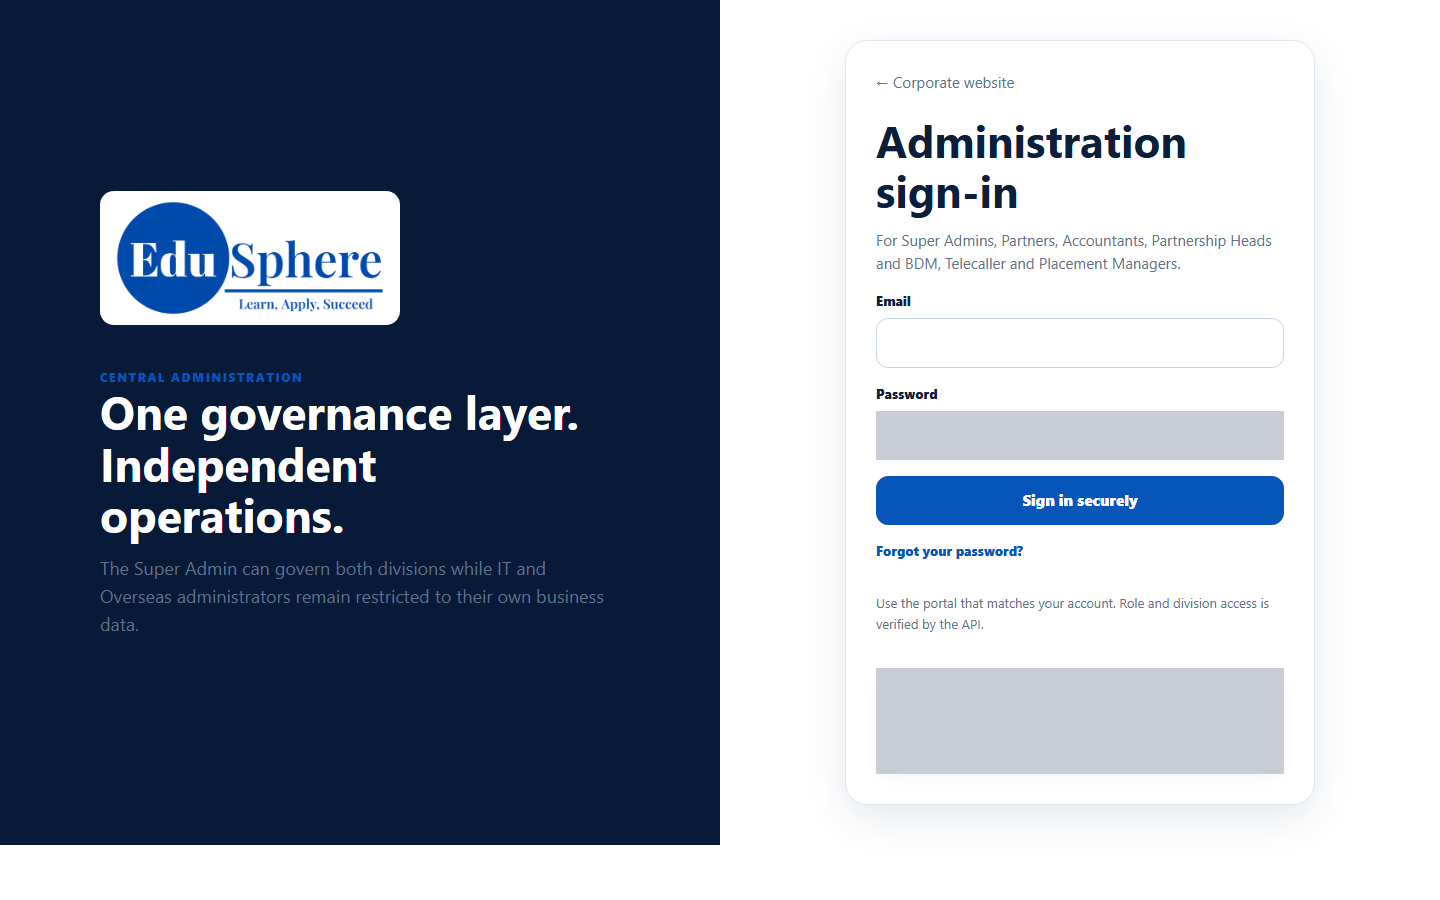 Edu Sphere
Learn, Apply, Succeed
CENTRAL ADMINISTRATION
One governance layer.
Independent
operations.
The Super Admin can govern both divisions while IT and
Overseas administrators remain restricted to their own business
data.
← Corporate website
Administration
sign-in
For Super Admins, Partners, Accountants, Partnership Heads
and BDM, Telecaller and Placement Managers.
Email
Password
Sign in securely
Forgot your password?
Use the portal that matches your account. Role and division access is
verified by the API.